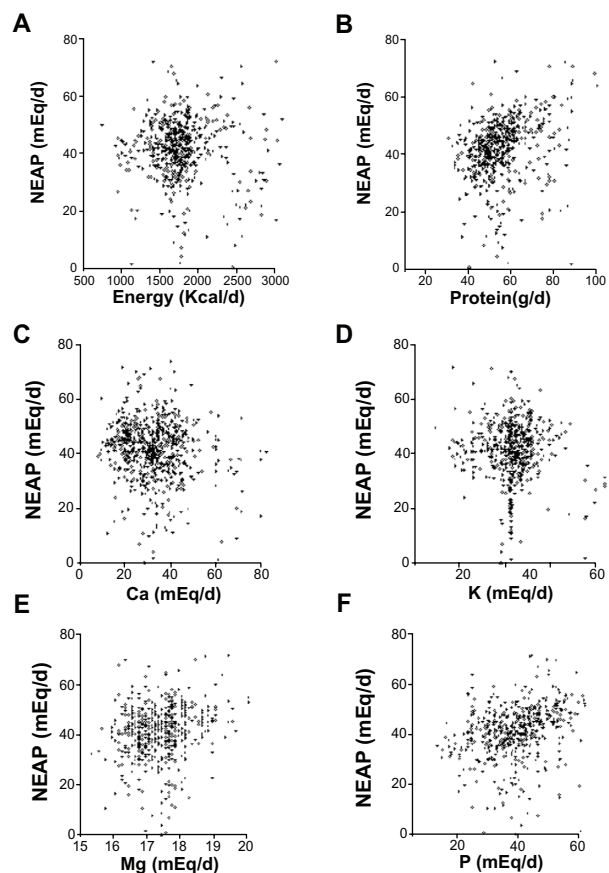 A
B
80
60
40
20
0
NEAP (mEq/d)
500 1000 1500 2000 2500 3000
Energy (Kcal/d)
80
60
40
20
0
NEAP (mEq/d)
20 40 60 80 100
Protein(g/d)
C
D
80
60
40
20
0
NEAP (mEq/d)
0 20 40 60 80
Ca (mEq/d)
80
60
40
20
0
NEAP (mEq/d)
20 40 60
K (mEq/d)
E
F
80
60
40
20
0
NEAP (mEq/d)
15 16 17 18 19 20
Mg (mEq/d)
80
60
40
20
0
NEAP (mEq/d)
20 40 60
P (mEq/d)